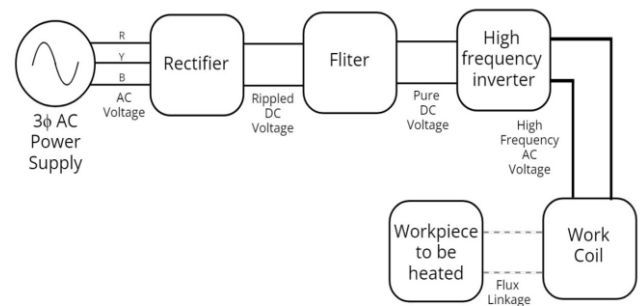 R
Y
B
AC
Voltage
3ϕ AC
Power
Supply
Rectifier
Rippled
DC
Voltage
Fliter
Pure
DC
Voltage
High
frequency
inverter
High
Frequency
AC
Voltage
Work
Coil
Flux
Linkage
Workpiece
to be
heated